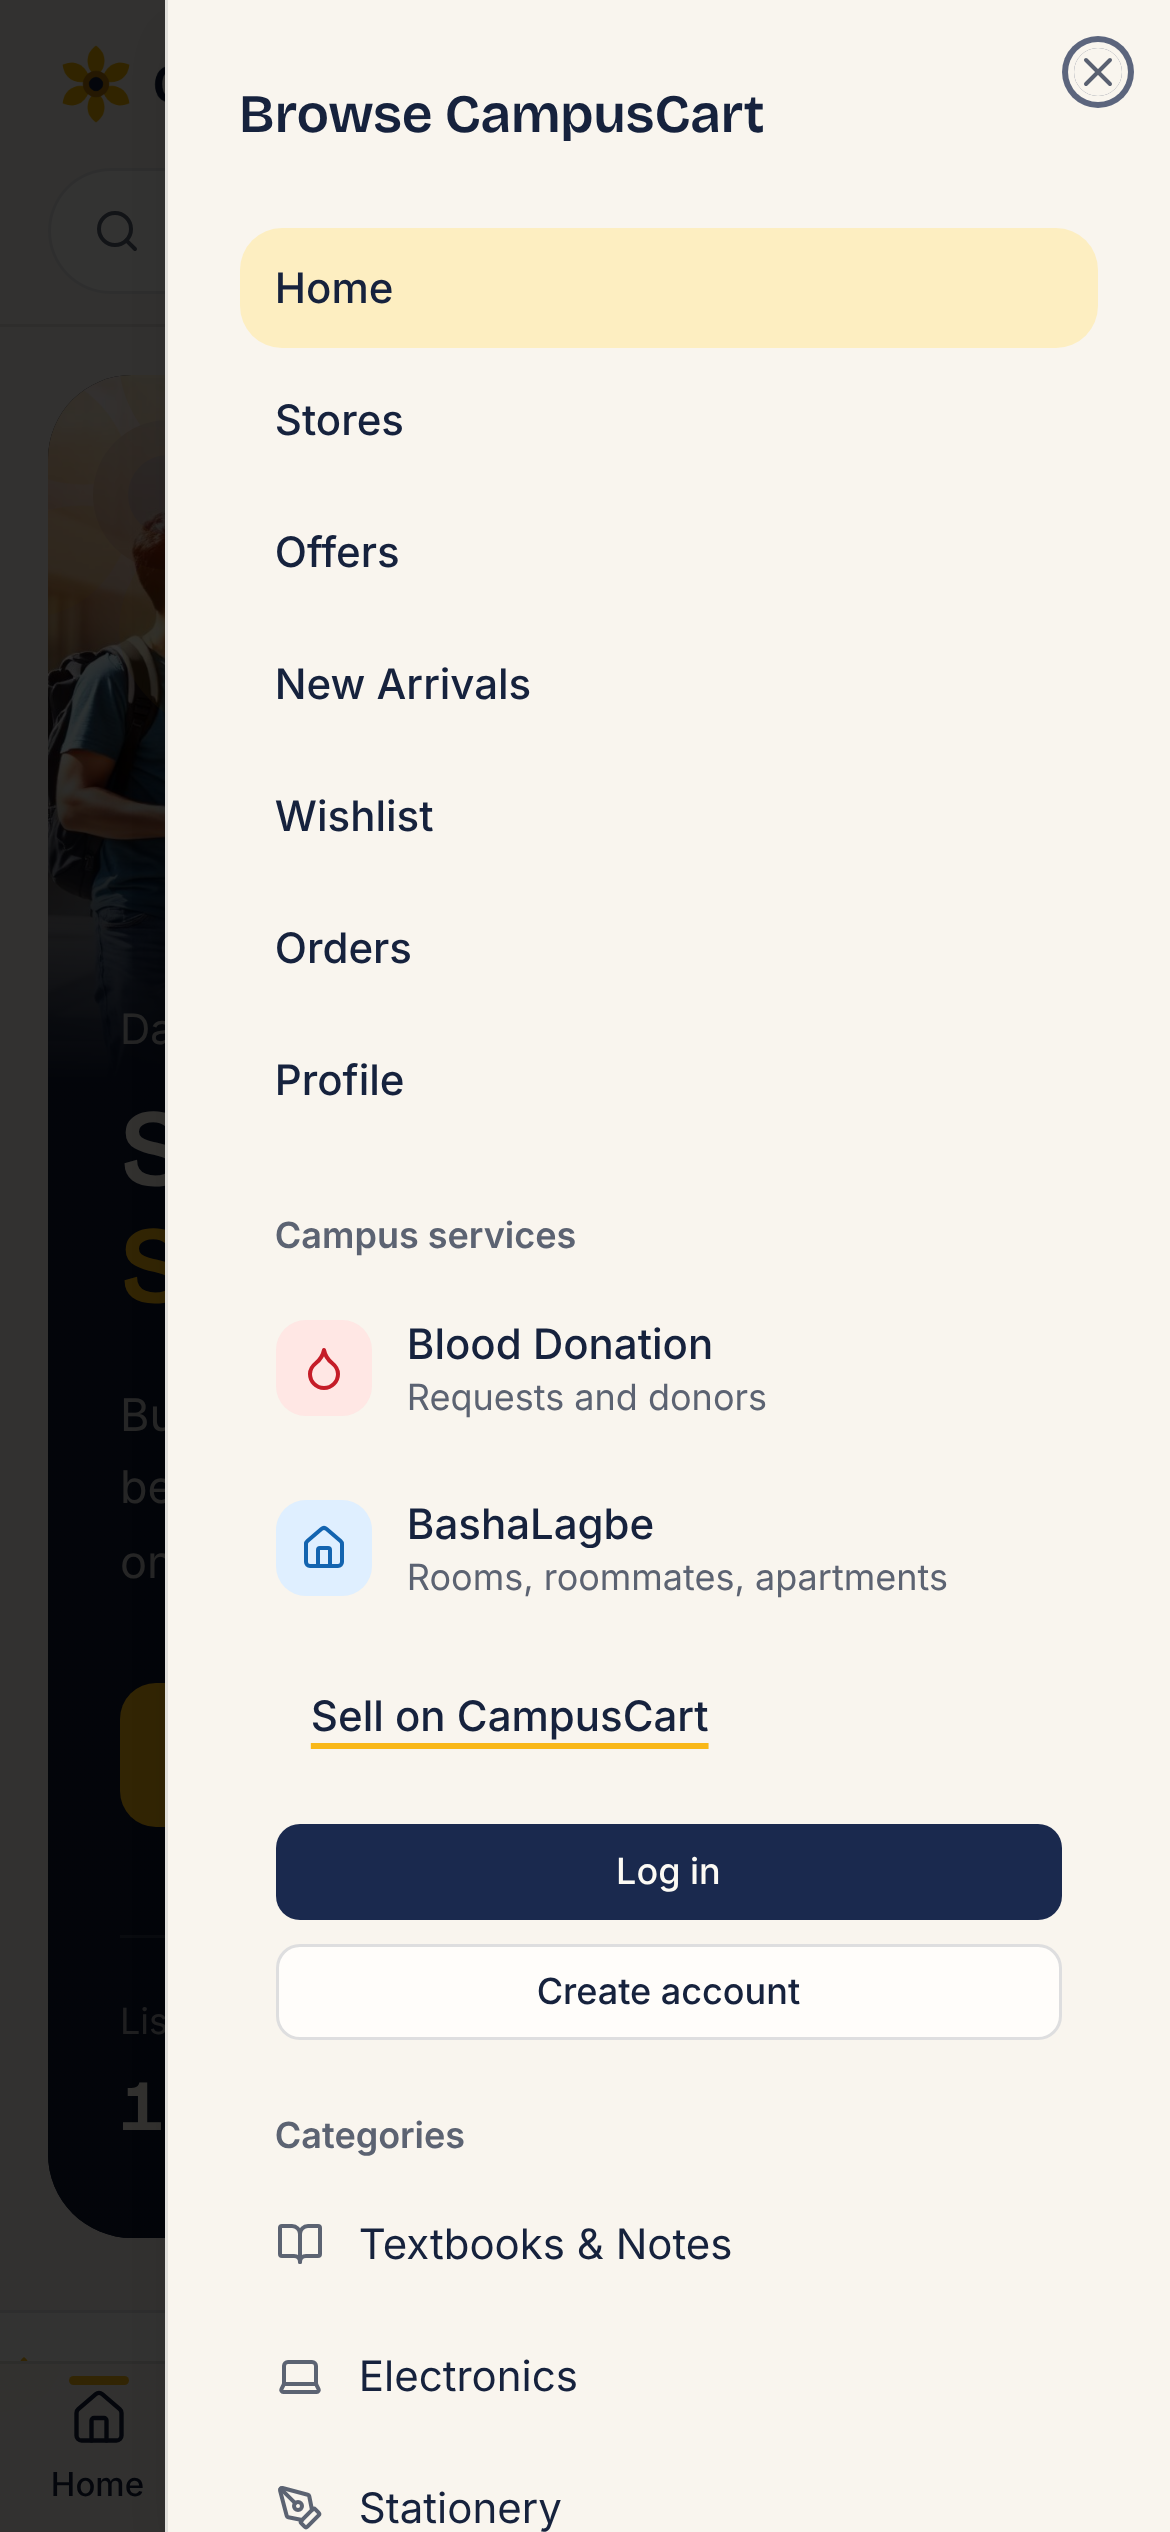 Browse CampusCart
Home
Stores
Offers
New Arrivals
Wishlist
Orders
Profile
Campus services
Blood Donation
Requests and donors
BashaLagbe
Rooms, roommates, apartments
Sell on CampusCart
Log in
Create account
Categories
Textbooks & Notes
Electronics
Stationery
Home